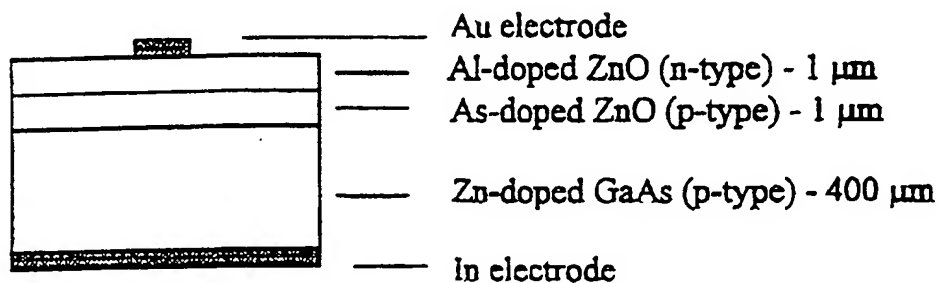 Au electrode
Al-doped ZnO (n-type) - 1 μm
As-doped ZnO (p-type) - 1 μm
Zn-doped GaAs (p-type) - 400 μm
In electrode